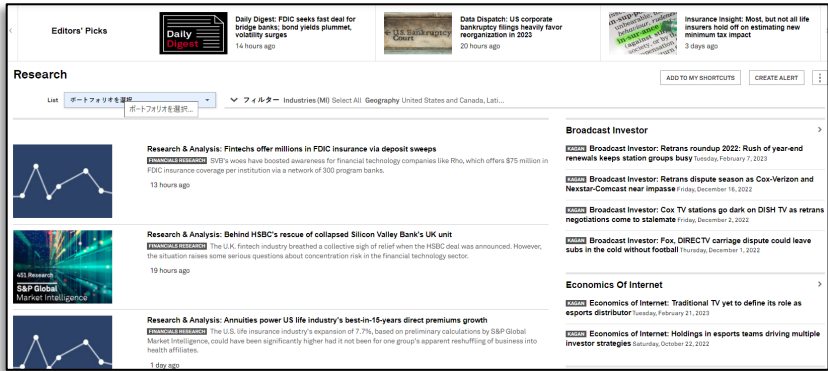 Editors' Picks
Daily
Digest
Daily Digest: FDIC seeks fast deal for
bridge banks; bond yields plummet,
volatility surges
14 hours ago
U.S. Bankruptcy
Court
Data Dispatch: US corporate
bankruptcy filings heavily favor
reorganization in 2023
20 hours ago
in-sur-ance
Insurance Insight: Most, but not all life
insurers hold off on estimating new
minimum tax impact
3 days ago
Research
ADD TO MY SHORTCUTS
CREATE ALERT
List
ポートフォリオを選択
ポートフォリオを選択...
フィルター Industries (MI) Select All Geography United States and Canada, Lati...
Research & Analysis: Fintechs offer millions in FDIC insurance via deposit sweeps
FINANCIALS RESEARCH SVB's woes have boosted awareness for financial technology companies like Rho, which offers $75 million in
FDIC insurance coverage per institution via a network of 300 program banks.
13 hours ago
451 Research
S&P Global
Market Intelligence
Research & Analysis: Behind HSBC's rescue of collapsed Silicon Valley Bank's UK unit
FINANCIALS RESEARCH The U.K. fintech industry breathed a collective sigh of relief when the HSBC deal was announced. However,
the situation raises some serious questions about concentration risk in the financial technology sector.
19 hours ago
Research & Analysis: Annuities power US life industry's best-in-15-years direct premiums growth
FINANCIALS RESEARCH The U.S. life insurance industry's expansion of 7.7%, based on preliminary calculations by S&P Global
Market Intelligence, could have been significantly higher had it not been for one group's apparent reshuffling of business into
health affiliates.
1 day ago
Broadcast Investor
KAGAN Broadcast Investor: Retrans roundup 2022: Rush of year-end
renewals keeps station groups busy Tuesday, February 7, 2023
KAGAN Broadcast Investor: Retrans dispute season as Cox-Verizon and
Nexstar-Comcast near impasse Friday, December 16, 2022
KAGAN Broadcast Investor: Cox TV stations go dark on DISH TV as retrans
negotiations come to stalemate Friday, December 2, 2022
KAGAN Broadcast Investor: Fox, DIRECTV carriage dispute could leave
subs in the cold without football Thursday, December 1, 2022
Economics Of Internet
KAGAN Economics of Internet: Traditional TV yet to define its role as
esports distributor Tuesday, February 21, 2023
KAGAN Economics of Internet: Holdings in esports teams driving multiple
investor strategies Saturday, October 22, 2022